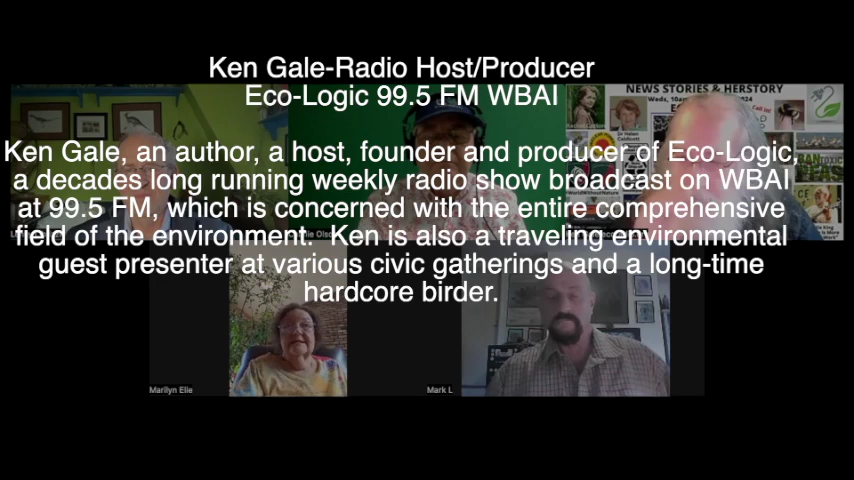 Ken Gale-Radio Host/Producer
Eco-Logic 99.5 FM WBAI
NEWS STORIES & HERSTORY
Ken Gale, an author, a host, founder and producer of Eco-Logic,
a decades long running weekly radio show broadcast on WBAI
at 99.5 FM, which is concerned with the entire comprehensive
field of the environment. Ken is also a traveling environmental
guest presenter at various civic gatherings and a long-time
hardcore birder.
Marilyn Elie
Mark L